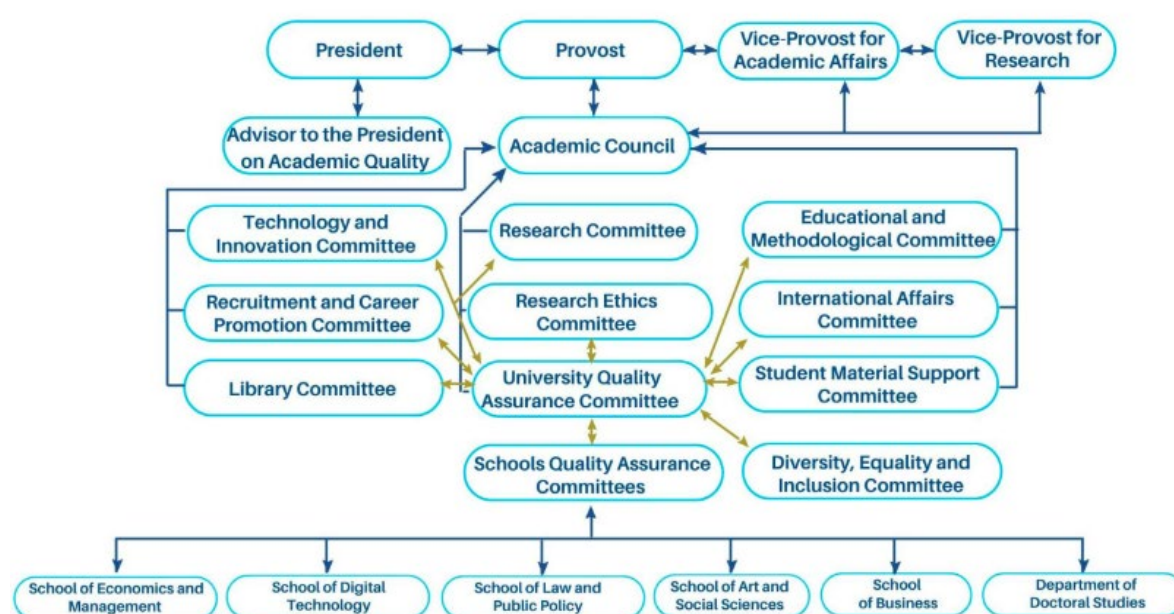 President
Provost
Vice-Provost for
Academic Affairs
Vice-Provost for
Research
Advisor to the President
on Academic Quality
Academic Council
Technology and
Innovation Committee
Research Committee
Educational and
Methodological Committee
Recruitment and Career
Promotion Committee
Research Ethics
Committee
International Affairs
Committee
Library Committee
University Quality
Assurance Committee
Student Material Support
Committee
Schools Quality Assurance
Committees
Diversity, Equality and
Inclusion Committee
School of Economics and
Management
School of Digital
Technology
School of Law and
Public Policy
School of Art and
Social Sciences
School
of Business
Department of
Doctoral Studies